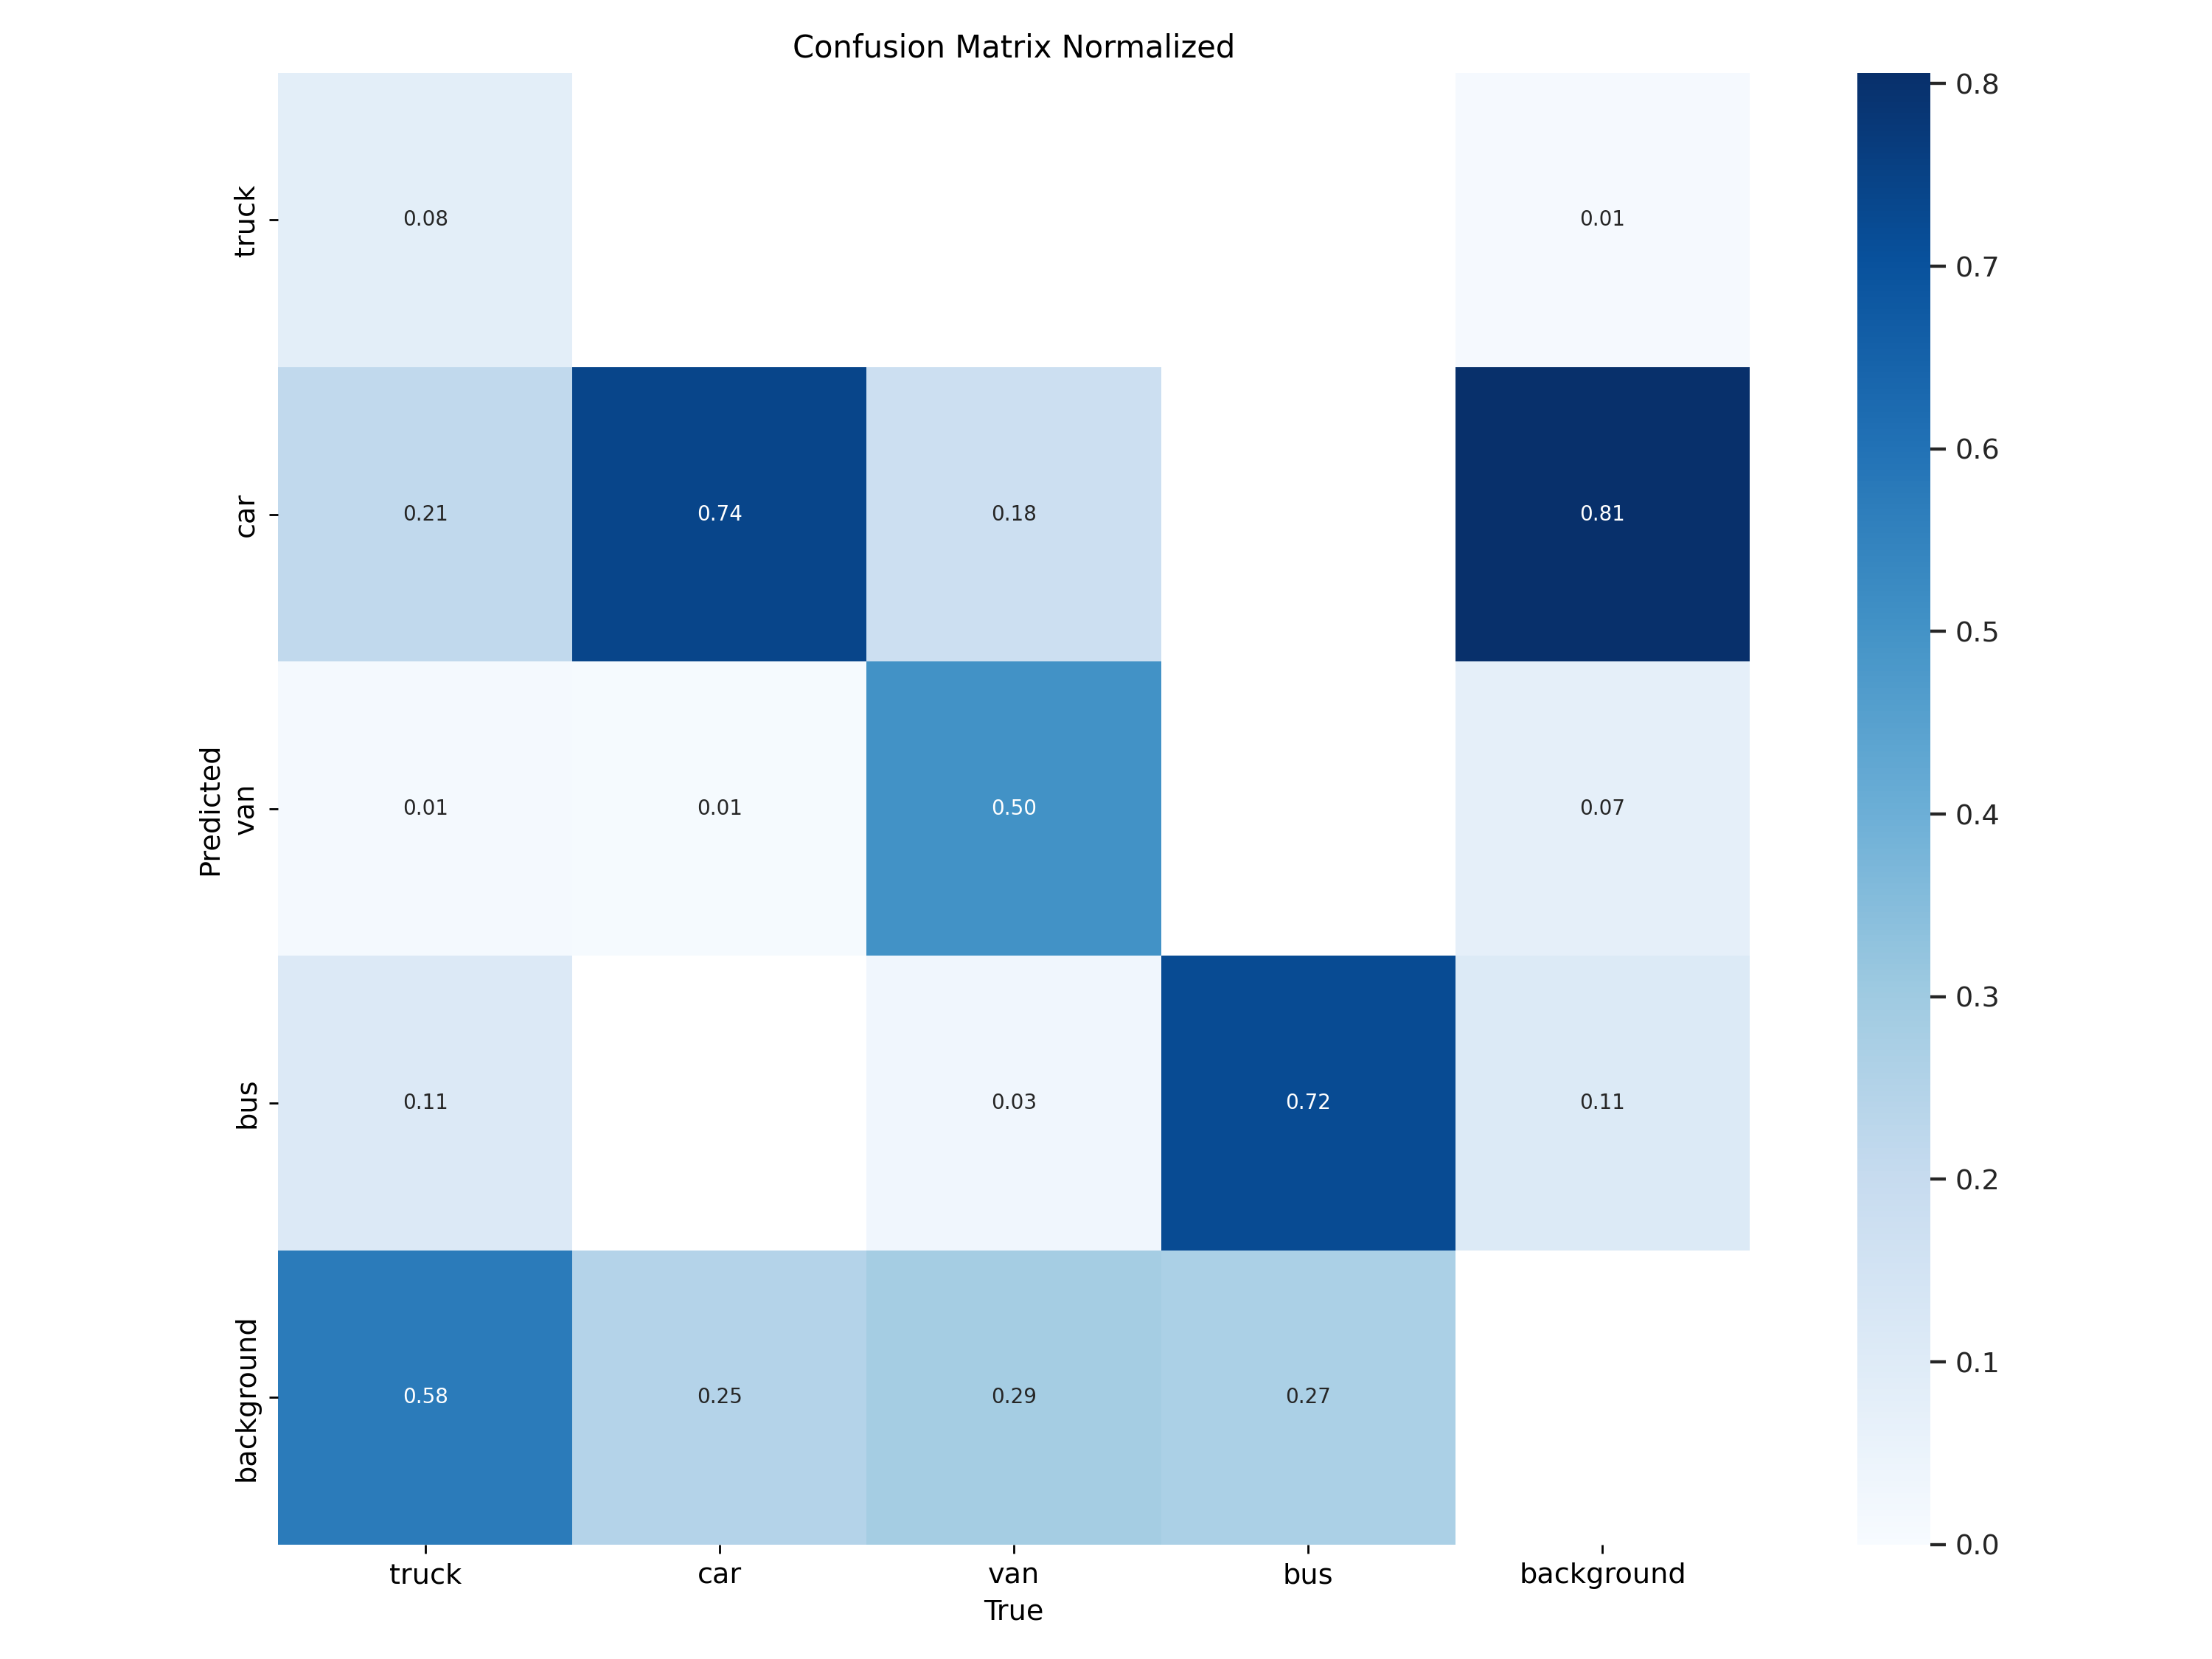 Confusion Matrix Normalized
truck
0.08
0.01
car
0.21
0.74
0.18
0.81
Predicted
van
0.01
0.01
0.50
0.07
bus
0.11
0.03
0.72
0.11
background
0.58
0.25
0.29
0.27
truck
car
van
bus
background
True
0.8
0.7
0.6
0.5
0.4
0.3
0.2
0.1
0.0